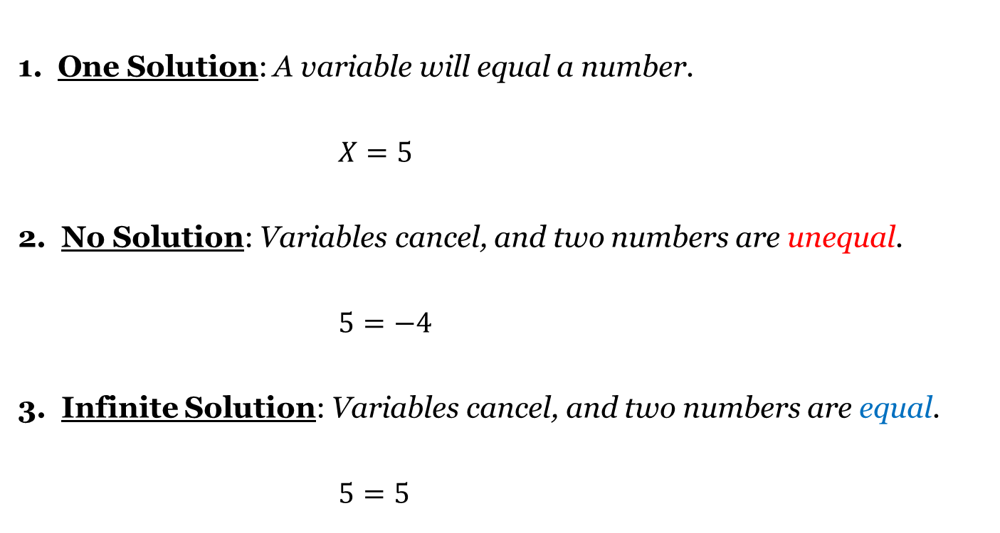 1. One Solution: A variable will equal a number.
X = 5
2. No Solution: Variables cancel, and two numbers are unequal.
5 = −4
3. Infinite Solution: Variables cancel, and two numbers are equal.
5 = 5